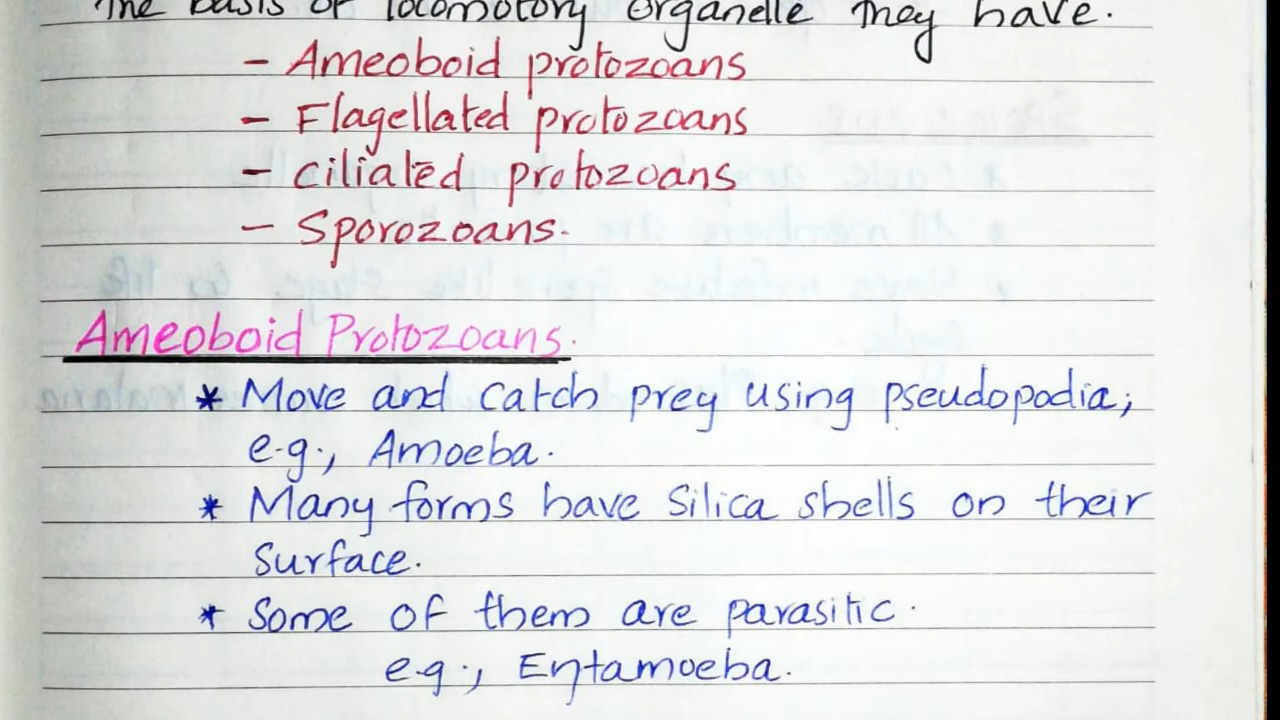 The basis of locomotory organelle they have.
- Ameoboid protozoans
- Flagellated protozoans
- ciliated protozoans
- Sporozoans.
Ameoboid Protozoans.
* Move and catch prey using pseudopodia;
e.g., Amoeba.
* Many forms have Silica shells on their
Surface.
* Some of them are parasitic.
e.g., Entamoeba.